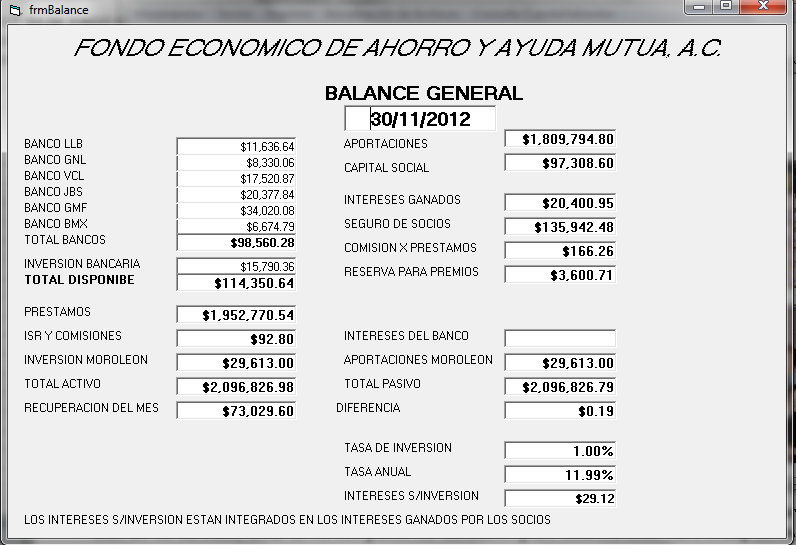 frmBalance
FONDO ECONOMICO DE AHORRO Y AYUDA MUTUA, A.C.
BALANCE GENERAL
30/11/2012
BANCO LLB $11,636.64
BANCO GNL $8,330.06
BANCO VCL $17,520.87
BANCO JBS $20,377.84
BANCO GMF $34,020.08
BANCO BMX $6,674.79
TOTAL BANCOS $98,560.28
INVERSION BANCARIA $15,790.36
TOTAL DISPONIBE $114,350.64
PRESTAMOS $1,952,770.54
ISR Y COMISIONES $92.80
INVERSION MOROLEON $29,613.00
TOTAL ACTIVO $2,096,826.98
RECUPERACION DEL MES $73,029.60
APORTACIONES $1,809,794.80
CAPITAL SOCIAL $97,308.60
INTERESES GANADOS $20,400.95
SEGURO DE SOCIOS $135,942.48
COMISION X PRESTAMOS $166.26
RESERVA PARA PREMIOS $3,600.71
INTERESES DEL BANCO
APORTACIONES MOROLEON $29,613.00
TOTAL PASIVO $2,096,826.79
DIFERENCIA $0.19
TASA DE INVERSION 1.00%
TASA ANUAL 11.99%
INTERESES S/INVERSION $29.12
LOS INTERESES S/INVERSION ESTAN INTEGRADOS EN LOS INTERESES GANADOS POR LOS SOCIOS